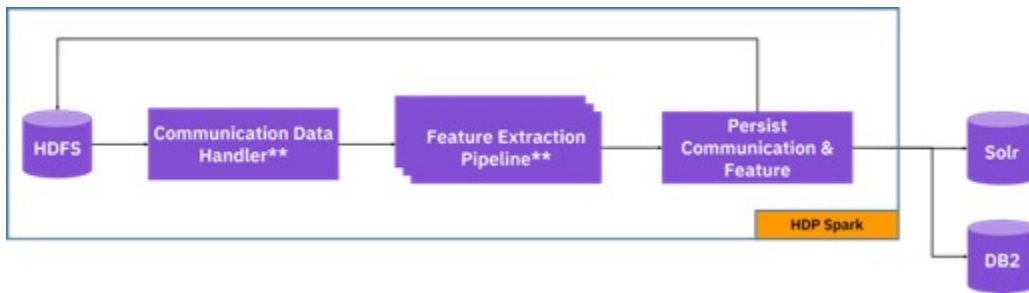 HDFS
Communication Data
Handler**
Feature Extraction
Pipeline**
Persist
Communication &
Feature
Solr
HDP Spark
DB2